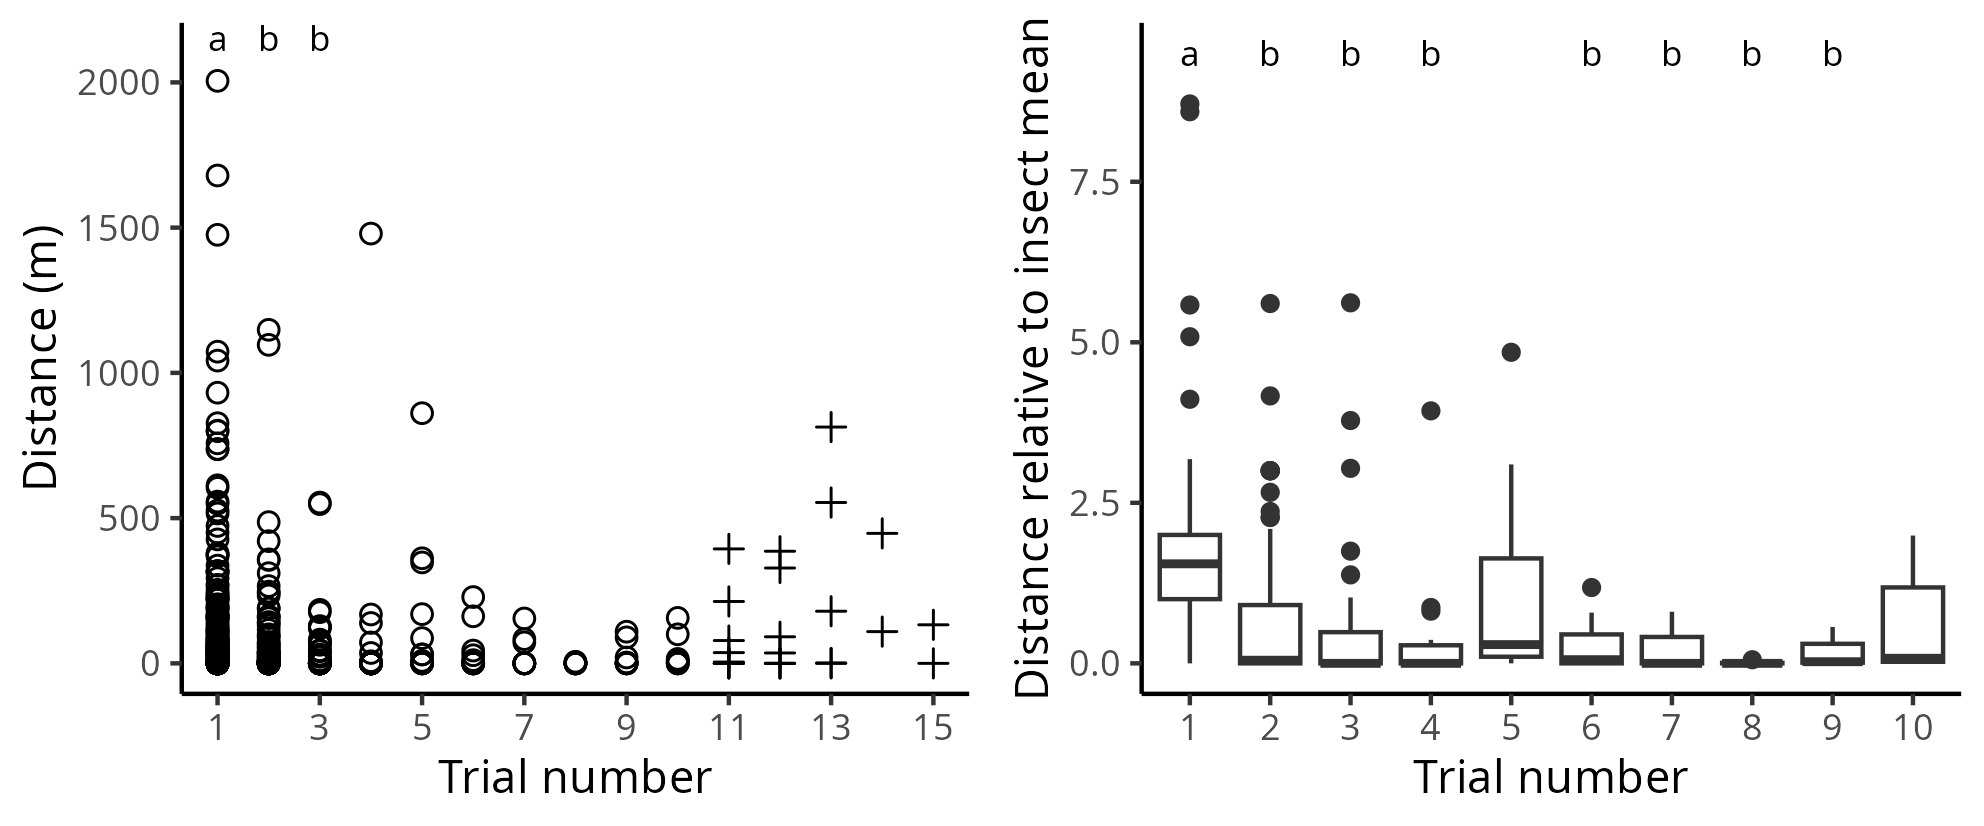 a b b
2000
1500
1000
500
0
Distance (m)
1 3 5 7 9 11 13 15
Trial number
a b b b b b b b
7.5
5.0
2.5
0.0
Distance relative to insect mean
1 2 3 4 5 6 7 8 9 10
Trial number